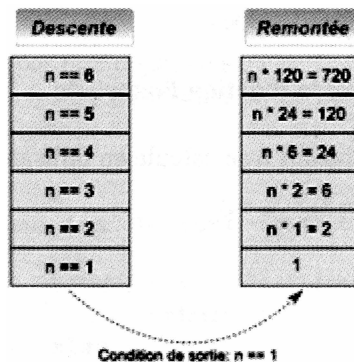 Descente
n == 6
n == 5
n == 4
n == 3
n == 2
n == 1
Remontée
n * 120 = 720
n * 24 = 120
n * 6 = 24
n * 2 = 6
n * 1 = 2
1
Condition de sortie: n == 1